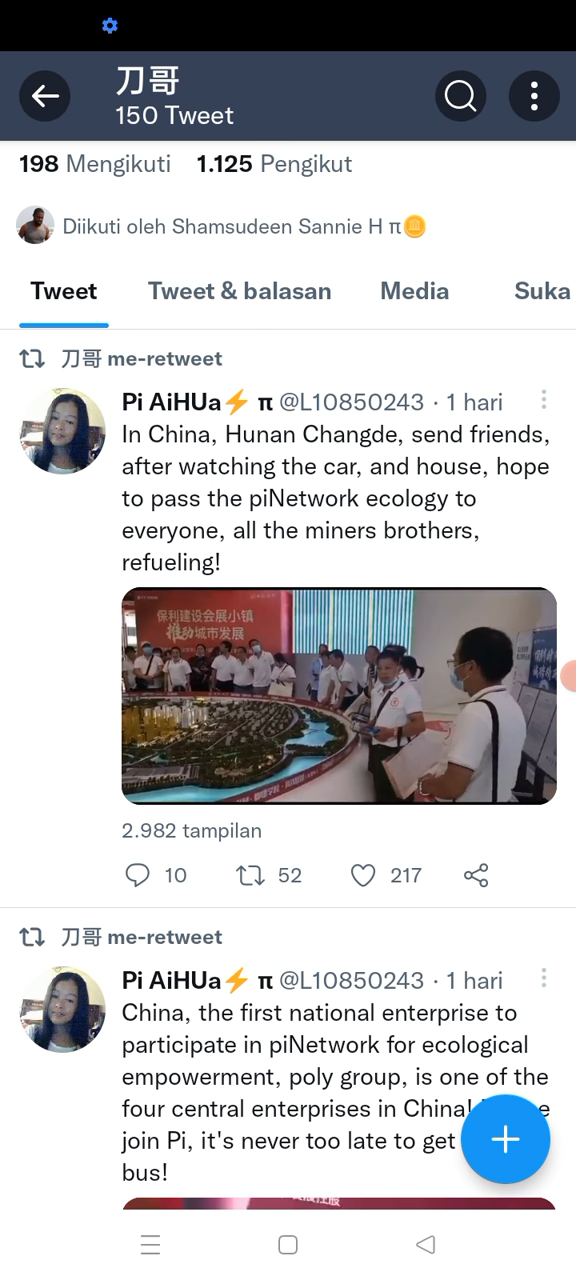 刀哥
150 Tweet
198 Mengikuti 1.125 Pengikut
Diikuti oleh Shamsudeen Sannie H π
Tweet Tweet & balasan Media Suka
刀哥 me-retweet
Pi AiHUa⚡ π @L10850243 · 1 hari
In China, Hunan Changde, send friends,
after watching the car, and house, hope
to pass the piNetwork ecology to
everyone, all the miners brothers,
refueling!
保利建设会展小镇
推动城市发展
2.982 tampilan
10 52 217
刀哥 me-retweet
Pi AiHUa⚡ π @L10850243 · 1 hari
China, the first national enterprise to
participate in piNetwork for ecological
empowerment, poly group, is one of the
four central enterprises in China!
join Pi, it's never too late to get
bus!